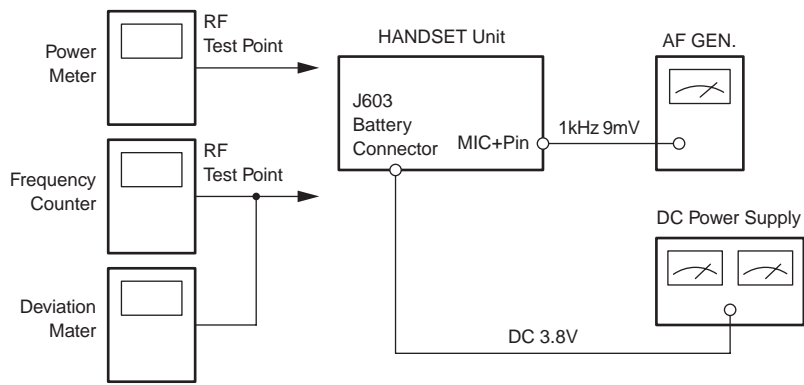 Power
Meter
RF
Test Point
HANDSET Unit
AF GEN.
J603
Battery
Connector
MIC+Pin
1kHz 9mV
Frequency
Counter
RF
Test Point
DC Power Supply
Deviation
Mater
DC 3.8V